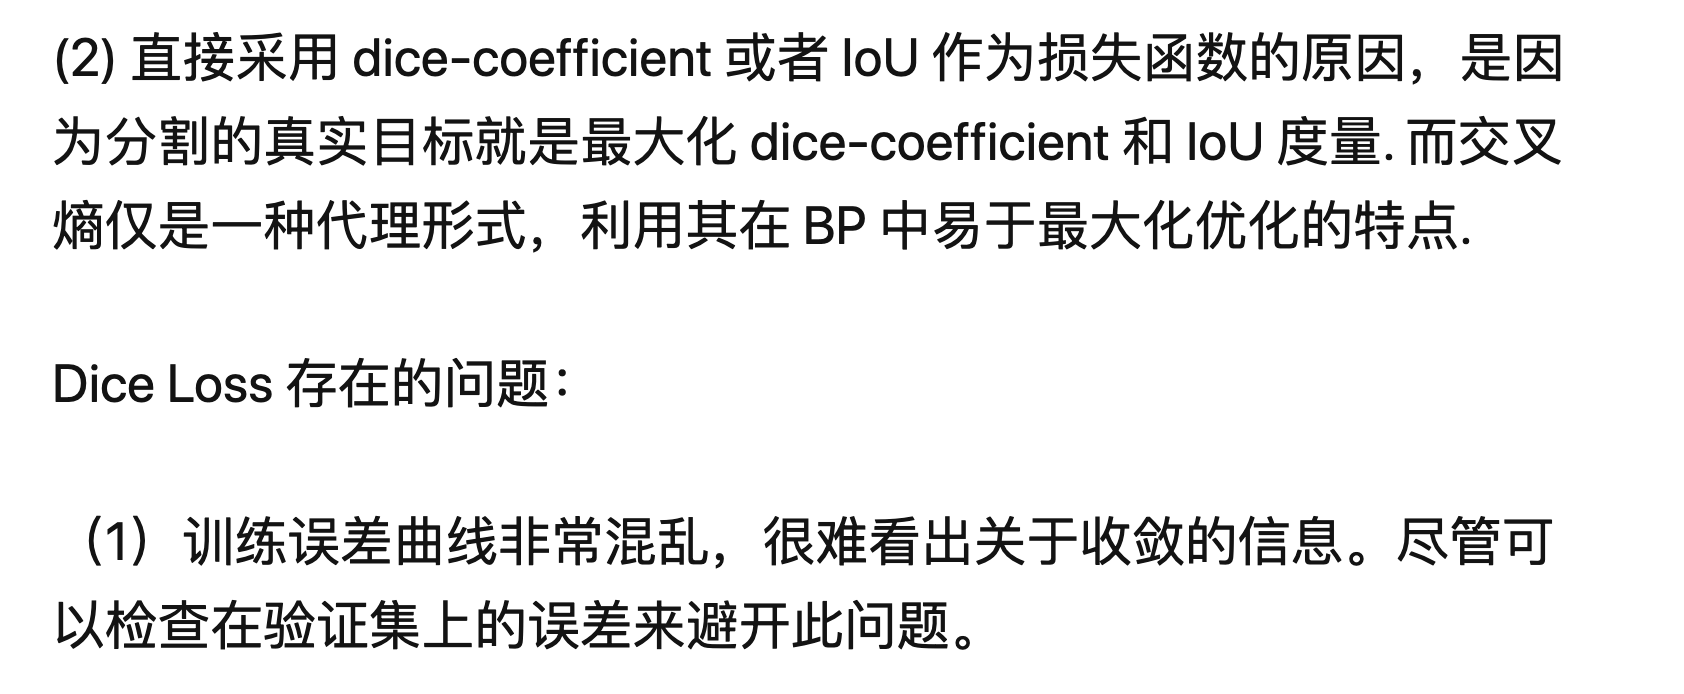 (2) 直接采用 dice-coefficient 或者 IoU 作为损失函数的原因，是因
为分割的真实目标就是最大化 dice-coefficient 和 IoU 度量. 而交叉
熵仅是一种代理形式，利用其在 BP 中易于最大化优化的特点.
Dice Loss 存在的问题：
（1）训练误差曲线非常混乱，很难看出关于收敛的信息。尽管可
以检查在验证集上的误差来避开此问题。